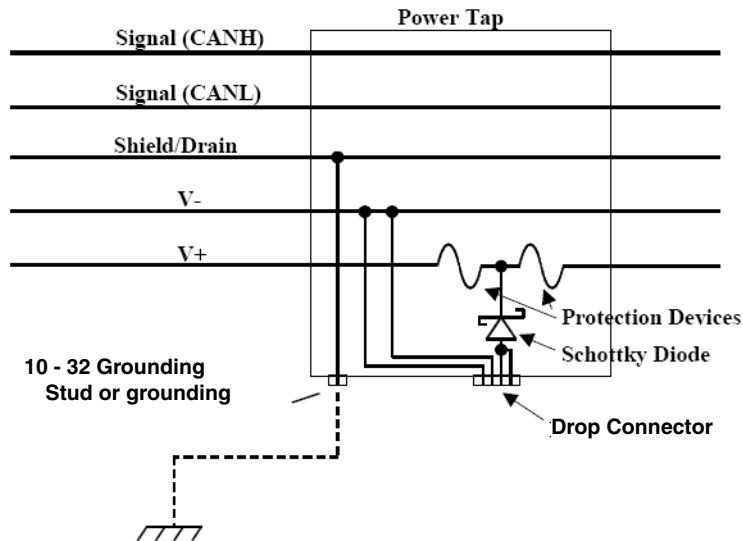 Power Tap
Signal (CANH)
Signal (CANL)
Shield/Drain
V-
V+
Protection Devices
Schottky Diode
10 - 32 Grounding
Stud or grounding
Drop Connector